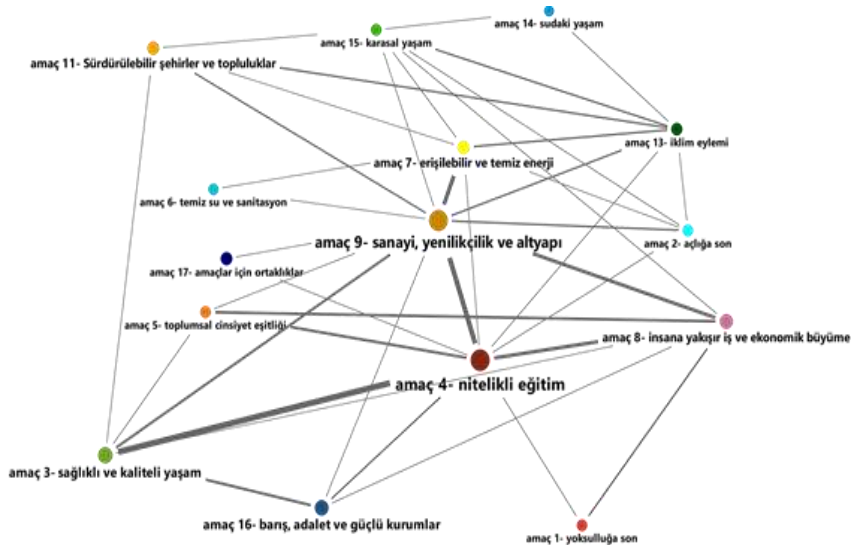 amaç 14- sudaki yaşam
amaç 15- karasal yaşam
amaç 11- Sürdürülebilir şehirler ve topluluklar
amaç 13- iklim eylemi
amaç 7- erişilebilir ve temiz enerji
amaç 6- temiz su ve sanitasyon
amaç 9- sanayi, yenilikçilik ve altyapı
amaç 2- açlığa son
amaç 17- amaçlar için ortaklıklar
amaç 5- toplumsal cinsiyet eşitliği
amaç 8- insana yakışır iş ve ekonomik büyüme
amaç 4- nitelikli eğitim
amaç 3- sağlıklı ve kaliteli yaşam
amaç 16- barış, adalet ve güçlü kurumlar
amaç 1- yoksulluğa son